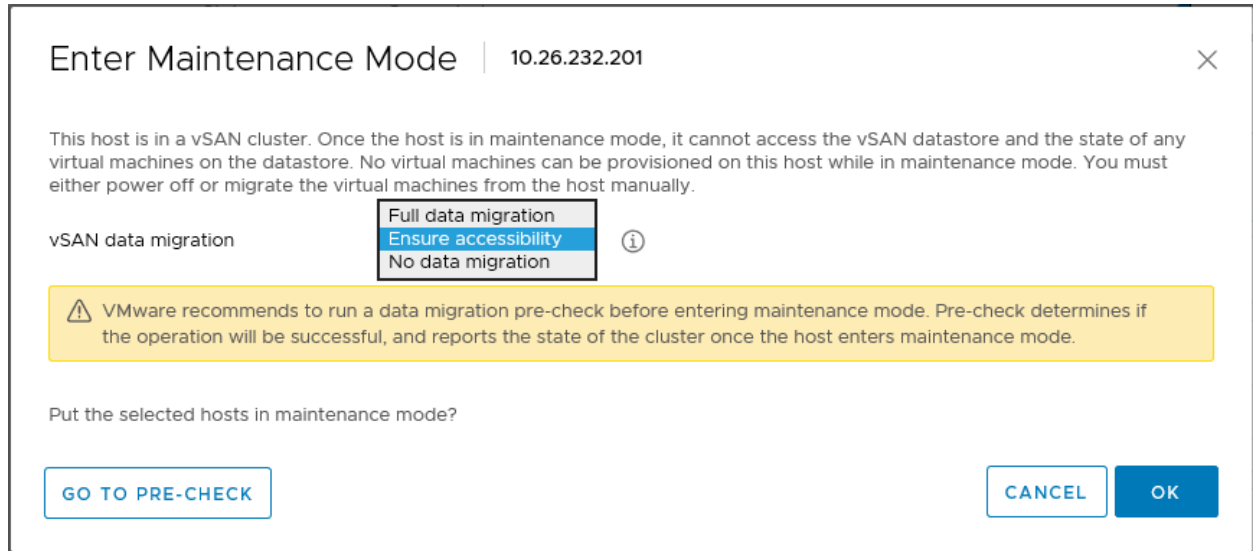 Enter Maintenance Mode 10.26.232.201
This host is in a vSAN cluster. Once the host is in maintenance mode, it cannot access the vSAN datastore and the state of any
virtual machines on the datastore. No virtual machines can be provisioned on this host while in maintenance mode. You must
either power off or migrate the virtual machines from the host manually.
Full data migration
vSAN data migration Ensure accessibility
No data migration
VMware recommends to run a data migration pre-check before entering maintenance mode. Pre-check determines if
the operation will be successful, and reports the state of the cluster once the host enters maintenance mode.
Put the selected hosts in maintenance mode?
GO TO PRE-CHECK CANCEL OK